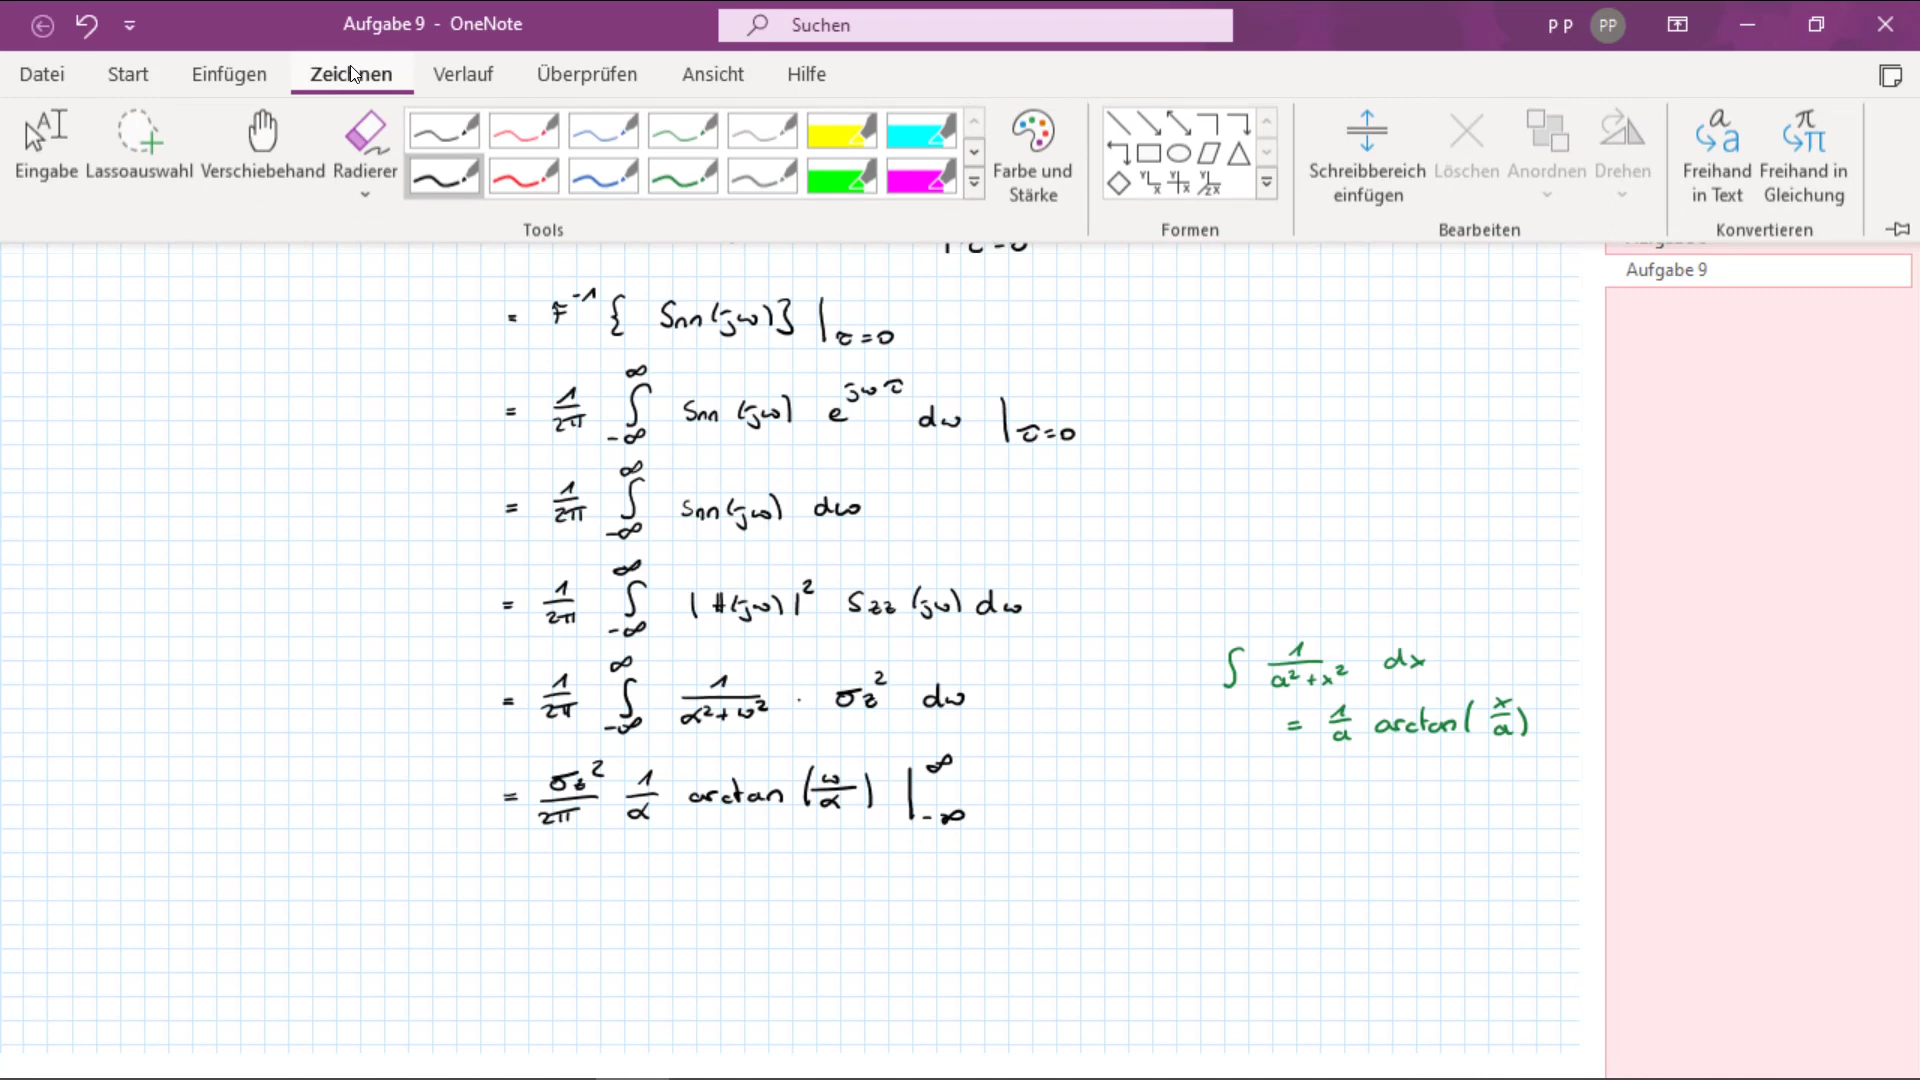 Aufgabe 9 - OneNote
Suchen
P P
PP
Datei Start Einfügen Zeichnen Verlauf Überprüfen Ansicht Hilfe
Eingabe Lassoauswahl Verschiebehand Radierer
Farbe und Stärke
Schreibbereich einfügen Löschen Anordnen Drehen
Freihand in Text Freihand in Gleichung
Tools Formen Bearbeiten Konvertieren
τ = 0
Aufgabe 9
= F⁻¹ { Snn(jω)} |τ=0
= 1/2π ∫_{-∞}^{∞} Snn (jω) e^{jωτ} dω |τ=0
= 1/2π ∫_{-∞}^{∞} Snn(jω) dω
= 1/2π ∫_{-∞}^{∞} |H(jω)|² Szz (jω) dω
= 1/2π ∫_{-∞}^{∞} 1/(α²+ω²) · σz² dω
= σz²/2π 1/α arctan (ω/α) |_{-∞}^{∞}
∫ 1/(a²+x²) dx
= 1/a arctan( x/a )